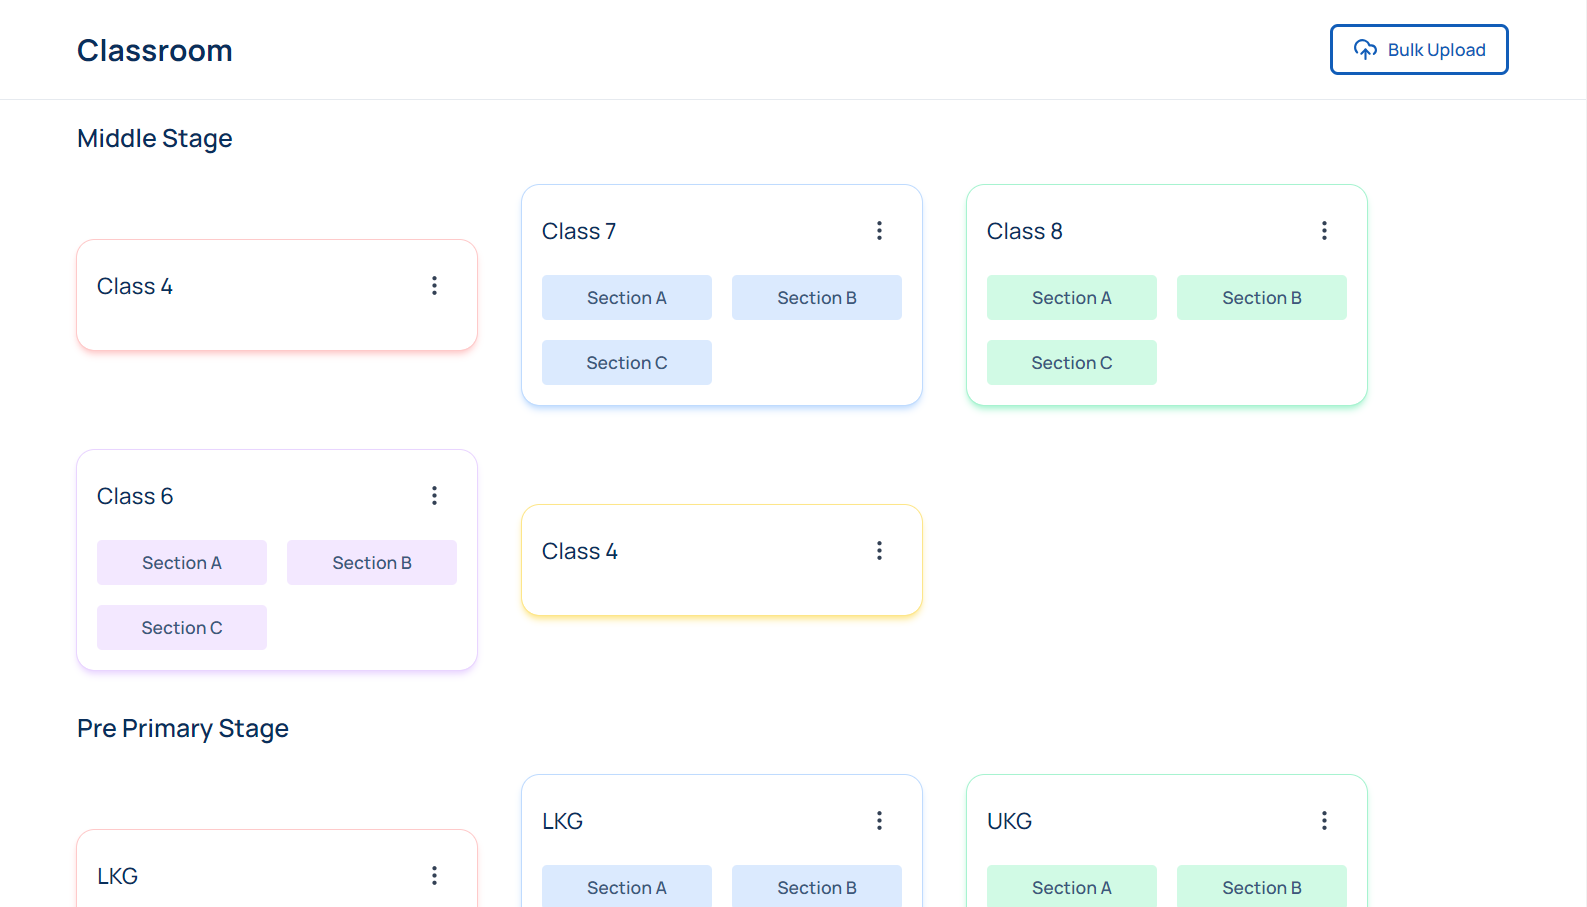 Classroom
Bulk Upload
Middle Stage
Class 4
Class 7
Section A
Section B
Section C
Class 8
Section A
Section B
Section C
Class 6
Section A
Section B
Section C
Class 4
Pre Primary Stage
LKG
LKG
Section A
Section B
UKG
Section A
Section B